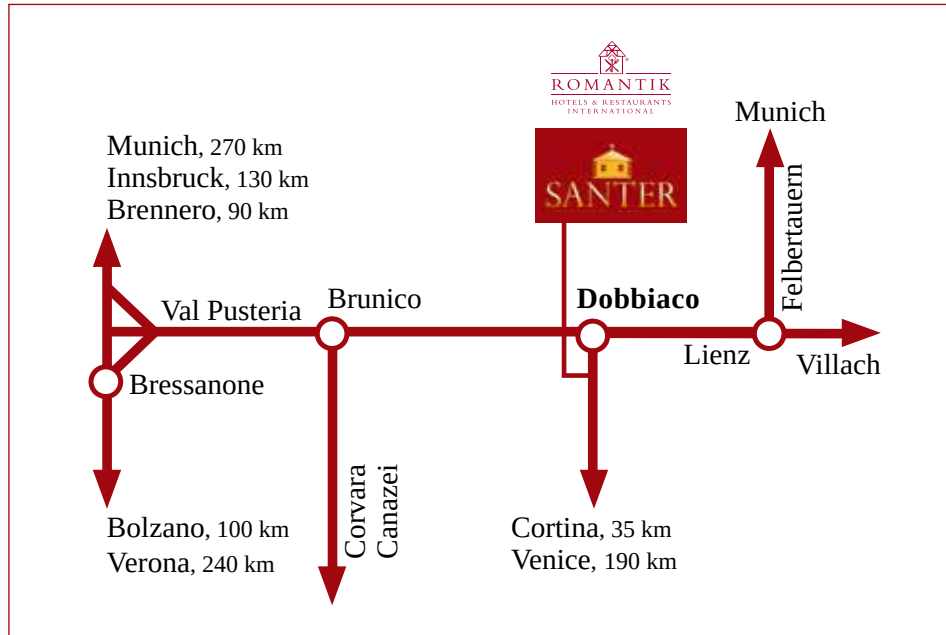 ROMANTIK
HOTELS & RESTAURANTS
INTERNATIONAL
SANTER
Munich
Felbertauern
Munich, 270 km
Innsbruck, 130 km
Brennero, 90 km
Val Pusteria
Brunico
Dobbiaco
Lienz
Villach
Bressanone
Corvara
Canazei
Bolzano, 100 km
Verona, 240 km
Cortina, 35 km
Venice, 190 km